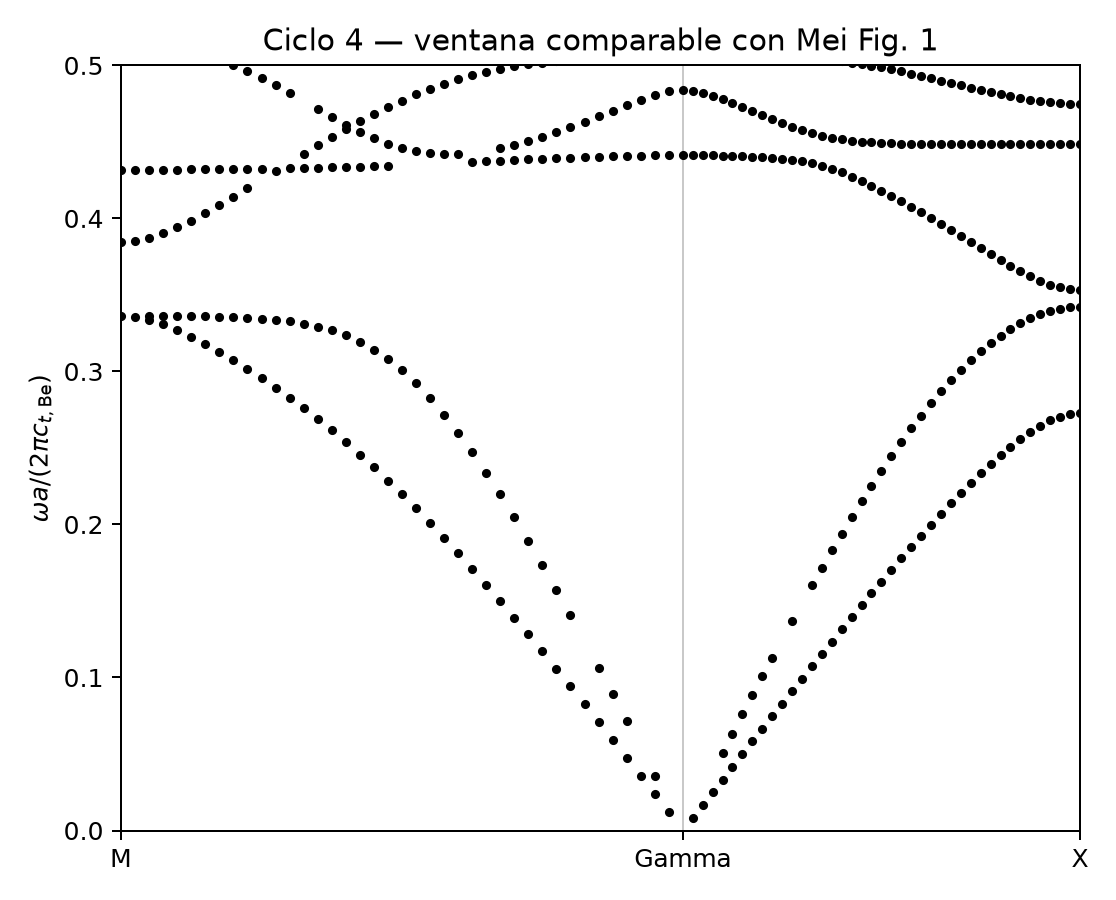 Ciclo 4 — ventana comparable con Mei Fig. 1
0.5
0.4
0.3
0.2
0.1
0.0
ωa/(2πc_{t, Be})
M Gamma X